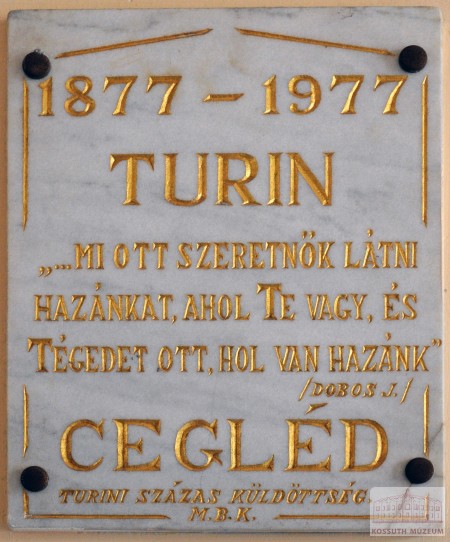 1877 – 1977
TURIN
„...MI OTT SZERETNŐK LÁTNI
HAZÁNKAT, AHOL TE VAGY, ÉS
TÉGEDET OTT, HOL VAN HAZÁNK”
/DOBOS J./
CEGLÉD
TURINI SZÁZAS KÜLDÖTTSÉG
M.B.K.
KOSSUTH MÚZEUM